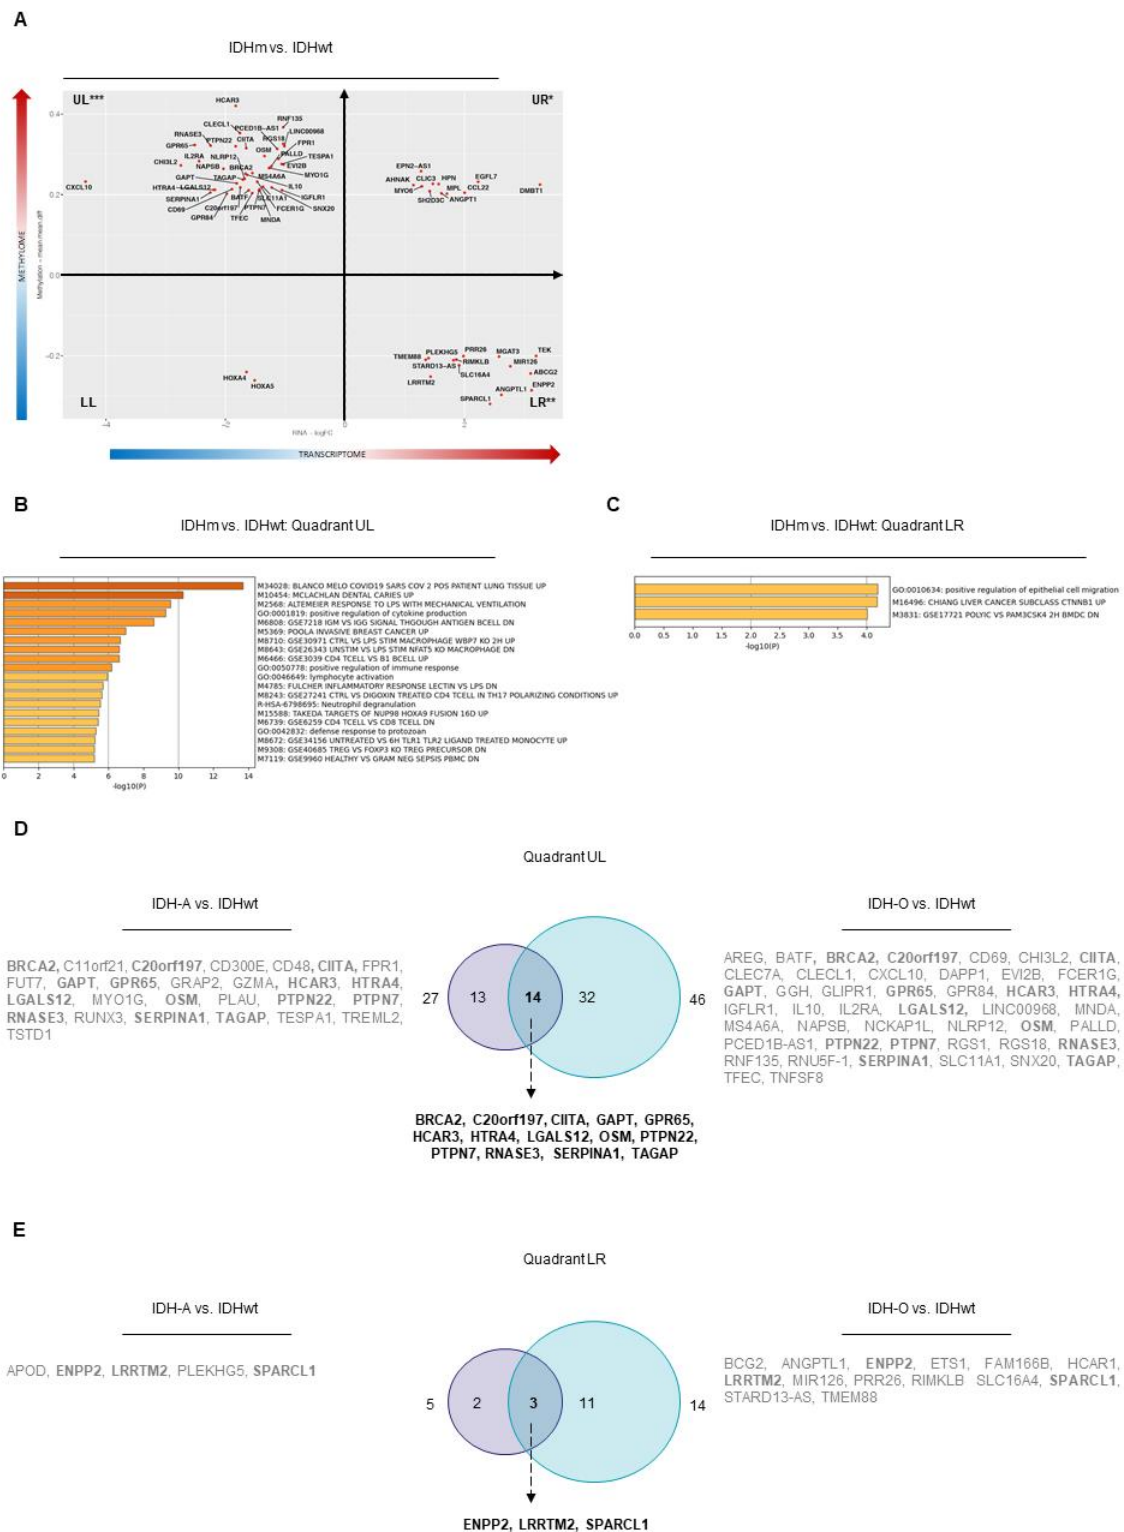 A
IDHm vs. IDHwt
UL***
UR*
HCAR3
RNF135
CLECL1
PCED1B-AS1
LINC00968
RNASE3
PTPN22
CIITA
RGS18
FPR1
GPR65
OSM
PALLD
IL2RA
NLRP12
TESPA1
CHI3L2
NAPSB
BRCA2
EVI2B
GAPT
TAGAP
MS4A6A
MYO1G
CXCL10
HTRA4
LGALS12
IL10
SERPINA1
BATF
SLC11A1
IGFLR1
CD69
C20orf197
PTPN7
FCER1G
SNX20
GPR84
TFEC
MNDA
EPN2-AS1
AHNAK
CLIC3
HPN
EGFL7
MYO6
MPL
CCL22
DMBT1
SH2D3C
ANGPT1
0.4
0.2
0.0
-0.2
METHYLOME
Methylation - mean.mean.diff
TMEM88
PLEKHG5
PRR26
MGAT3
TEK
STARD13-AS
RIMKLB
MIR126
LRRTM2
SLC16A4
ABCG2
ANGPTL1
ENPP2
SPARCL1
HOXA4
HOXA5
LL
LR**
-4
-2
0
2
RNA - logFC
TRANSCRIPTOME
B
IDHm vs. IDHwt: Quadrant UL
M34028: BLANCO MELO COVID19 SARS COV 2 POS PATIENT LUNG TISSUE UP
M10454: MCLACHLAN DENTAL CARIES UP
M2568: ALTEMEIER RESPONSE TO LPS WITH MECHANICAL VENTILATION
GO:0001819: positive regulation of cytokine production
M6808: GSE7218 IGM VS IGG SIGNAL THGOUGH ANTIGEN BCELL DN
M5369: POOLA INVASIVE BREAST CANCER UP
M8710: GSE30971 CTRL VS LPS STIM MACROPHAGE WBP7 KO 2H UP
M8643: GSE26343 UNSTIM VS LPS STIM NFAT5 KO MACROPHAGE DN
M6466: GSE3039 CD4 TCELL VS B1 BCELL UP
GO:0050778: positive regulation of immune response
GO:0046649: lymphocyte activation
M4785: FULCHER INFLAMMATORY RESPONSE LECTIN VS LPS DN
M8243: GSE27241 CTRL VS DIGOXIN TREATED CD4 TCELL IN TH17 POLARIZING CONDITIONS UP
R-HSA-6798695: Neutrophil degranulation
M15588: TAKEDA TARGETS OF NUP98 HOXA9 FUSION 16D UP
M6739: GSE6259 CD4 TCELL VS CD8 TCELL DN
GO:0042832: defense response to protozoan
M8672: GSE34156 UNTREATED VS 6H TLR1 TLR2 LIGAND TREATED MONOCYTE UP
M9308: GSE40685 TREG VS FOXP3 KO TREG PRECURSOR DN
M7119: GSE9960 HEALTHY VS GRAM NEG SEPSIS PBMC DN
0 2 4 6 8 10 12 14
-log10(P)
C
IDHm vs. IDHwt: Quadrant LR
GO:0010634: positive regulation of epithelial cell migration
M16496: CHIANG LIVER CANCER SUBCLASS CTNNB1 UP
M3831: GSE17721 POLYIC VS PAM3CSK4 2H BMDC DN
0.0 0.5 1.0 1.5 2.0 2.5 3.0 3.5 4.0
-log10(P)
D
Quadrant UL
IDH-A vs. IDHwt
BRCA2, C11orf21, C20orf197, CD300E, CD48, CIITA, FPR1,
FUT7, GAPT, GPR65, GRAP2, GZMA, HCAR3, HTRA4,
LGALS12, MYO1G, OSM, PLAU, PTPN22, PTPN7,
RNASE3, RUNX3, SERPINA1, TAGAP, TESPA1, TREML2,
TSTD1
27 13 14 32 46
IDH-O vs. IDHwt
AREG, BATF, BRCA2, C20orf197, CD69, CHI3L2, CIITA,
CLEC7A, CLECL1, CXCL10, DAPP1, EVI2B, FCER1G,
GAPT, GGH, GLIPR1, GPR65, GPR84, HCAR3, HTRA4,
IGFLR1, IL10, IL2RA, LGALS12, LINC00968, MNDA,
MS4A6A, NAPSB, NCKAP1L, NLRP12, OSM, PALLD,
PCED1B-AS1, PTPN22, PTPN7, RGS1, RGS18, RNASE3,
RNF135, RNU5F-1, SERPINA1, SLC11A1, SNX20, TAGAP,
TFEC, TNFSF8
BRCA2, C20orf197, CIITA, GAPT, GPR65,
HCAR3, HTRA4, LGALS12, OSM, PTPN22,
PTPN7, RNASE3, SERPINA1, TAGAP
E
Quadrant LR
IDH-A vs. IDHwt
APOD, ENPP2, LRRTM2, PLEKHG5, SPARCL1
5 2 3 11 14
IDH-O vs. IDHwt
BCG2, ANGPTL1, ENPP2, ETS1, FAM166B, HCAR1,
LRRTM2, MIR126, PRR26, RIMKLB SLC16A4, SPARCL1,
STARD13-AS, TMEM88
ENPP2, LRRTM2, SPARCL1